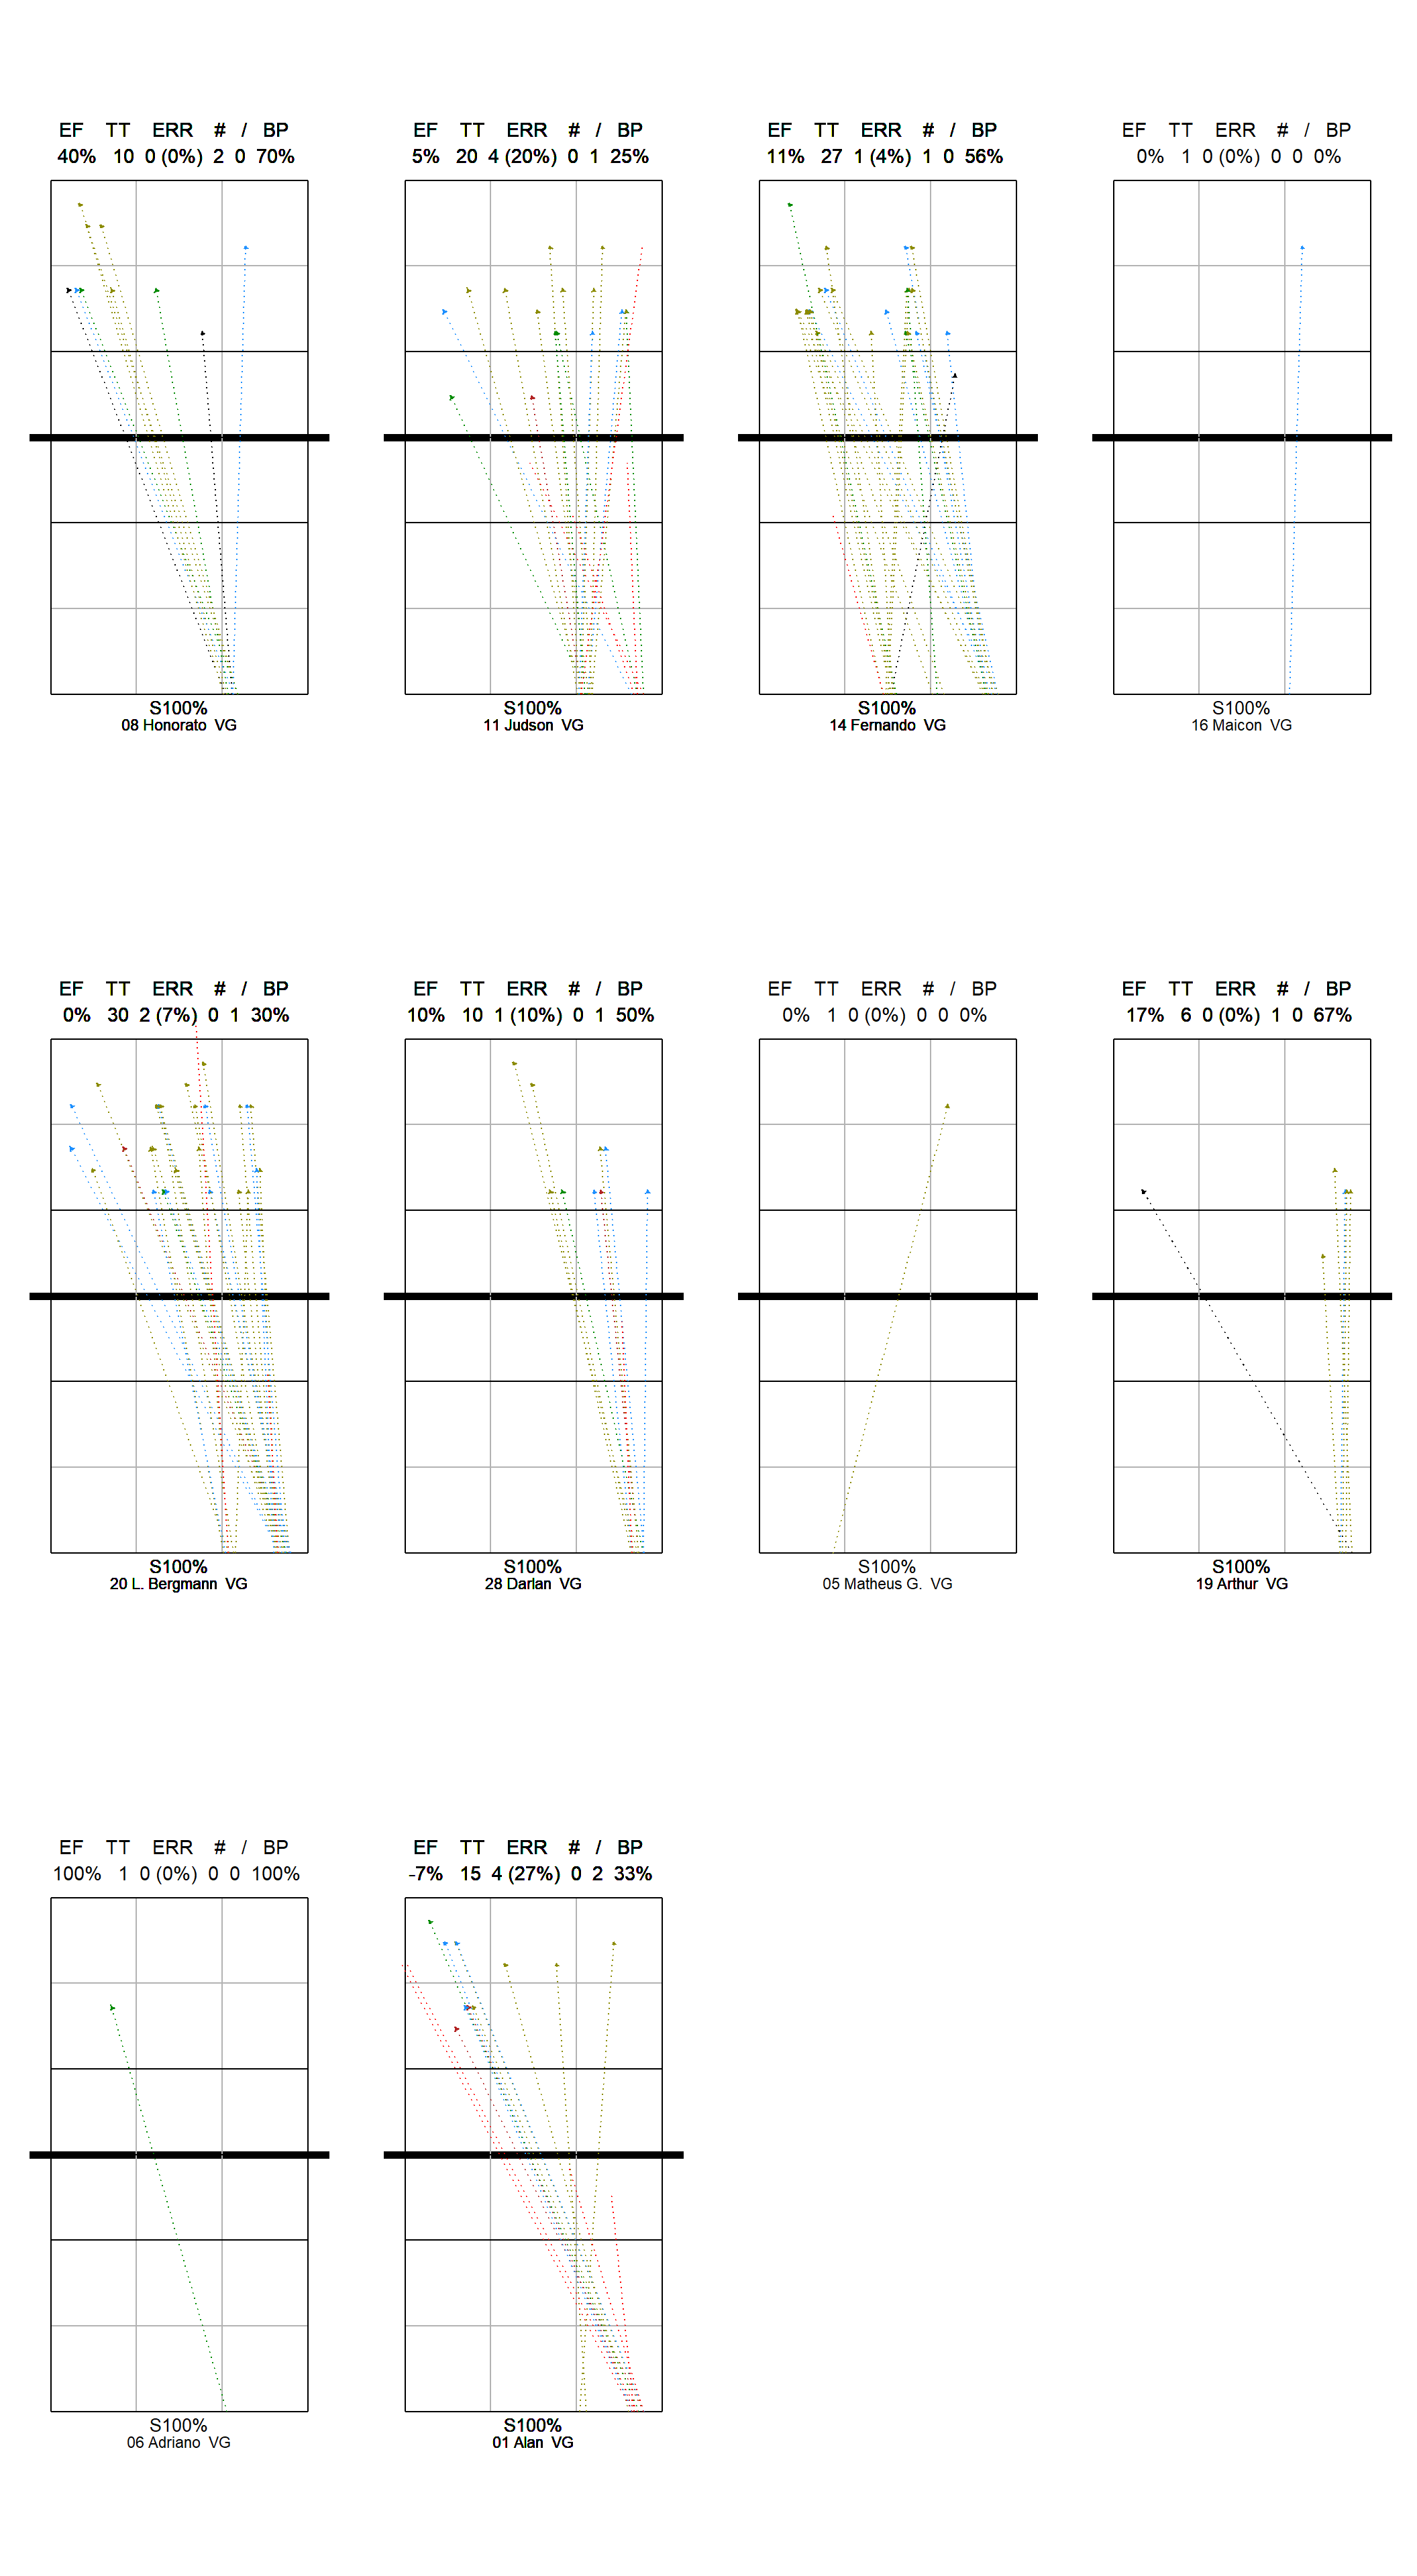 EF TT ERR # / BP
40% 10 0 (0%) 2 0 70%
S100%
08 Honorato VG
EF TT ERR # / BP
5% 20 4 (20%) 0 1 25%
S100%
11 Judson VG
EF TT ERR # / BP
11% 27 1 (4%) 1 0 56%
S100%
14 Fernando VG
EF TT ERR # / BP
0% 1 0 (0%) 0 0 0%
S100%
16 Maicon VG
EF TT ERR # / BP
0% 30 2 (7%) 0 1 30%
S100%
20 L. Bergmann VG
EF TT ERR # / BP
10% 10 1 (10%) 0 1 50%
S100%
28 Darlan VG
EF TT ERR # / BP
0% 1 0 (0%) 0 0 0%
S100%
05 Matheus G. VG
EF TT ERR # / BP
17% 6 0 (0%) 1 0 67%
S100%
19 Arthur VG
EF TT ERR # / BP
100% 1 0 (0%) 0 0 100%
S100%
06 Adriano VG
EF TT ERR # / BP
-7% 15 4 (27%) 0 2 33%
S100%
01 Alan VG